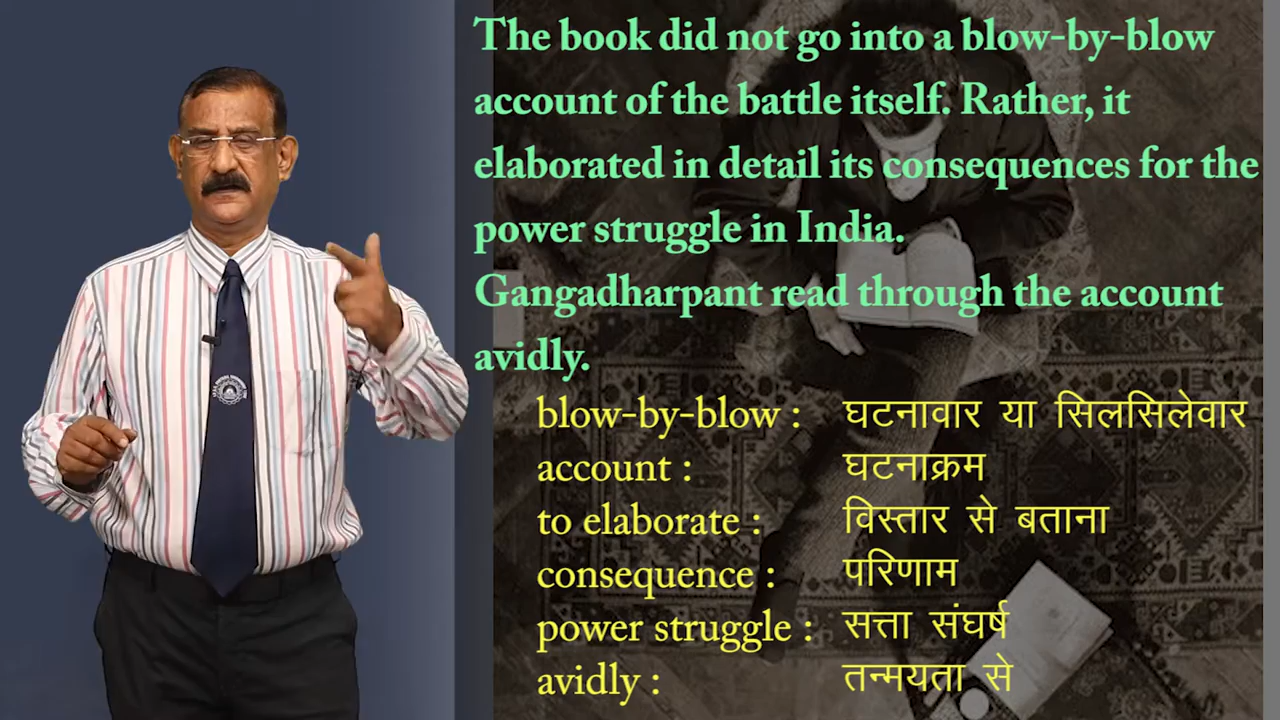 The book did not go into a blow-by-blow
account of the battle itself. Rather, it
elaborated in detail its consequences for the
power struggle in India.
Gangadharpant read through the account
avidly.
blow-by-blow : घटनावार या सिलसिलेवार
account : घटनाक्रम
to elaborate : विस्तार से बताना
consequence : परिणाम
power struggle : सत्ता संघर्ष
avidly : तन्मयता से